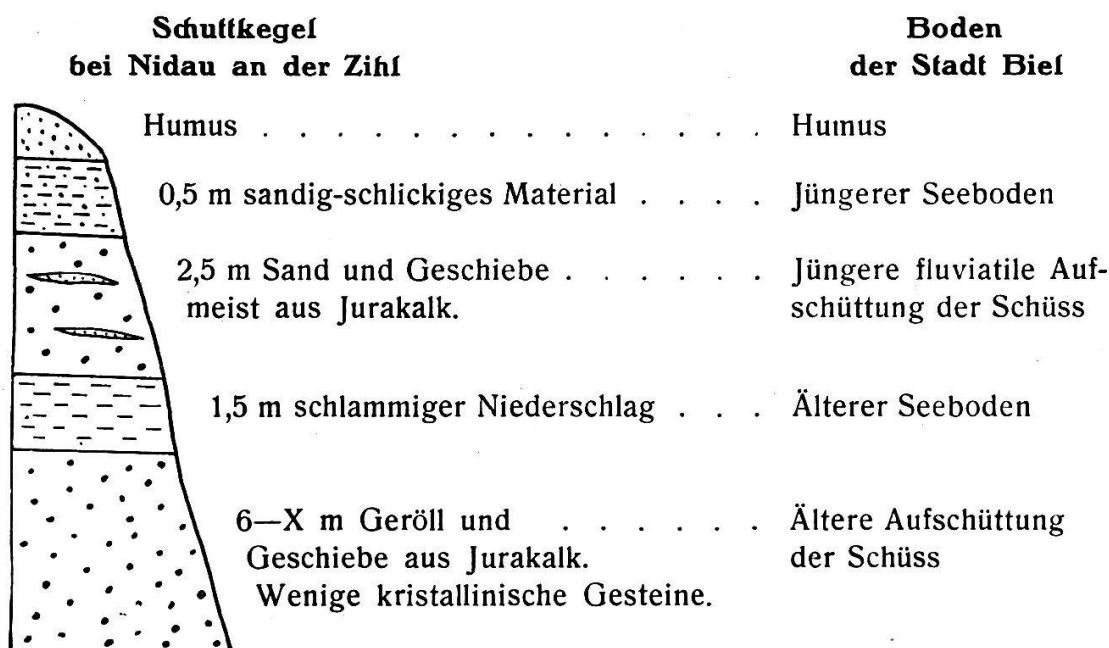 Schuttkegel
bei Nidau an der Zihl
Boden
der Stadt Biel
Humus . . . . . . . . . . . . . . Humus
0,5 m sandig-schlickiges Material . . . . Jüngerer Seeboden
2,5 m Sand und Geschiebe . . . . . . Jüngere fluviatile Auf-
meist aus Jurakalk. schüttung der Schüss
1,5 m schlammiger Niederschlag . . . Älterer Seeboden
6—X m Geröll und . . . . . . Ältere Aufschüttung
Geschiebe aus Jurakalk. der Schüss
Wenige kristallinische Gesteine.